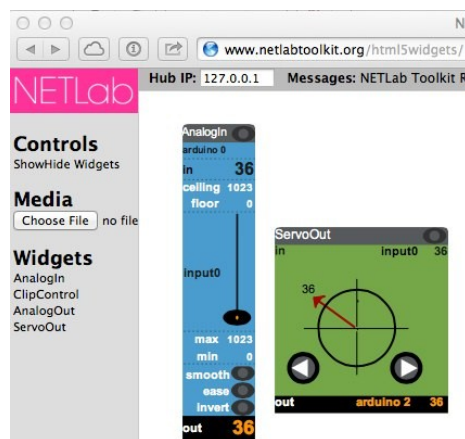 N
www.netlabtoolkit.org/html5widgets/
NETLab
Hub IP: 127.0.0.1 Messages: NETLab Toolkit R
Controls
ShowHide Widgets
Media
Choose File no file
Widgets
AnalogIn
ClipControl
AnalogOut
ServoOut
AnalogIn
arduino 0
in 36
ceiling 1023
floor 0
input0
max 1023
min 0
smooth
ease
invert
out 36
ServoOut
in input0 36
36
out arduino 2 36